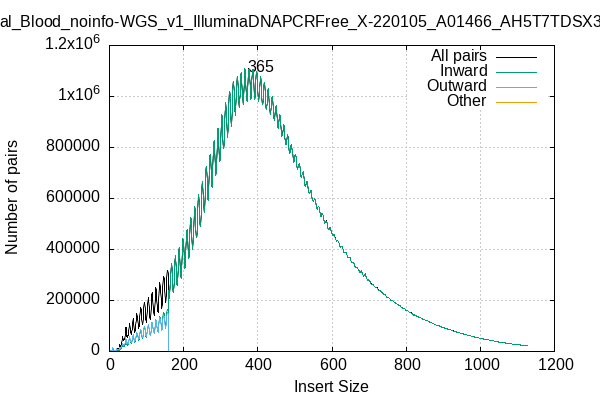 al_Blood_noinfo-WGS_v1_IlluminaDNAPCRFree_X-220105_A01466_AH5T7TDSX3
1.2x10⁶
1x10⁶
800000
600000
400000
200000
0
Number of pairs
365
All pairs
Inward
Outward
Other
0 200 400 600 800 1000 1200
Insert Size